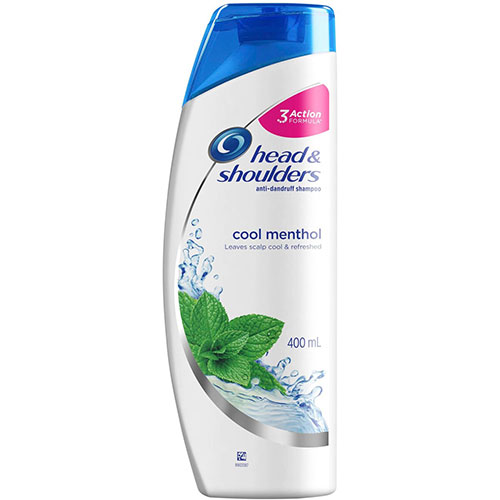 3 Action
FORMULA*
head &
shoulders
anti-dandruff shampoo
cool menthol
Leaves scalp cool & refreshed
400 mL